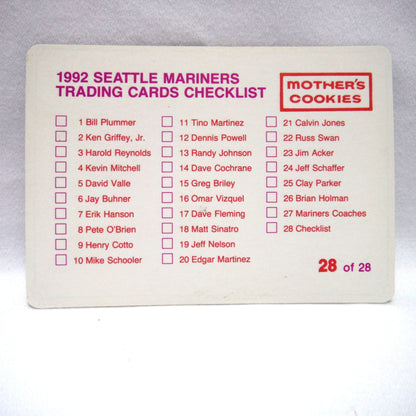 1992 SEATTLE MARINERS
TRADING CARDS CHECKLIST
MOTHER'S
COOKIES
1 Bill Plummer
2 Ken Griffey, Jr.
3 Harold Reynolds
4 Kevin Mitchell
5 David Valle
6 Jay Buhner
7 Erik Hanson
8 Pete O'Brien
9 Henry Cotto
10 Mike Schooler
11 Tino Martinez
12 Dennis Powell
13 Randy Johnson
14 Dave Cochrane
15 Greg Briley
16 Omar Vizquel
17 Dave Fleming
18 Matt Sinatro
19 Jeff Nelson
20 Edgar Martinez
21 Calvin Jones
22 Russ Swan
23 Jim Acker
24 Jeff Schaffer
25 Clay Parker
26 Brian Holman
27 Mariners Coaches
28 Checklist
28 of 28